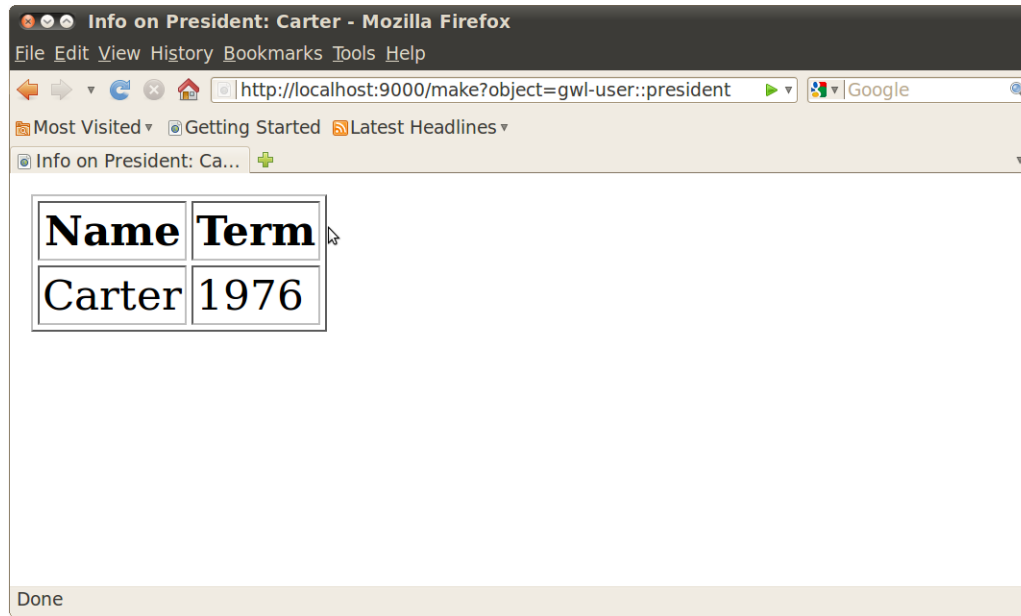 Info on President: Carter - Mozilla Firefox
File Edit View History Bookmarks Tools Help
http://localhost:9000/make?object=gwl-user::president Google
Most Visited Getting Started Latest Headlines
Info on President: Ca...
Name Term
Carter 1976
Done